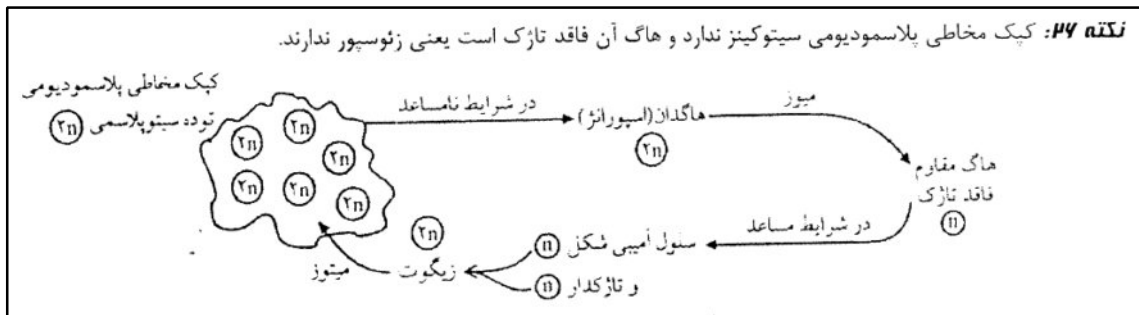 نکته ۲۶: کپک مخاطی پلاسمودیومی سیتوکینز ندارد و هاگ آن فاقد تاژک است یعنی زئوسپور ندارند.
کپک مخاطی پلاسمودیومی
توده سیتوپلاسمی ۲n
۲n
۲n
۲n
۲n
۲n
۲n
در شرایط نامساعد
هاگدان(اسپورانژ)
۲n
میوز
هاگ مقاوم
فاقد تاژک
n
در شرایط مساعد
سلول آمیبی شکل n
و تاژکدار n
۲n
زیگوت
میتوز